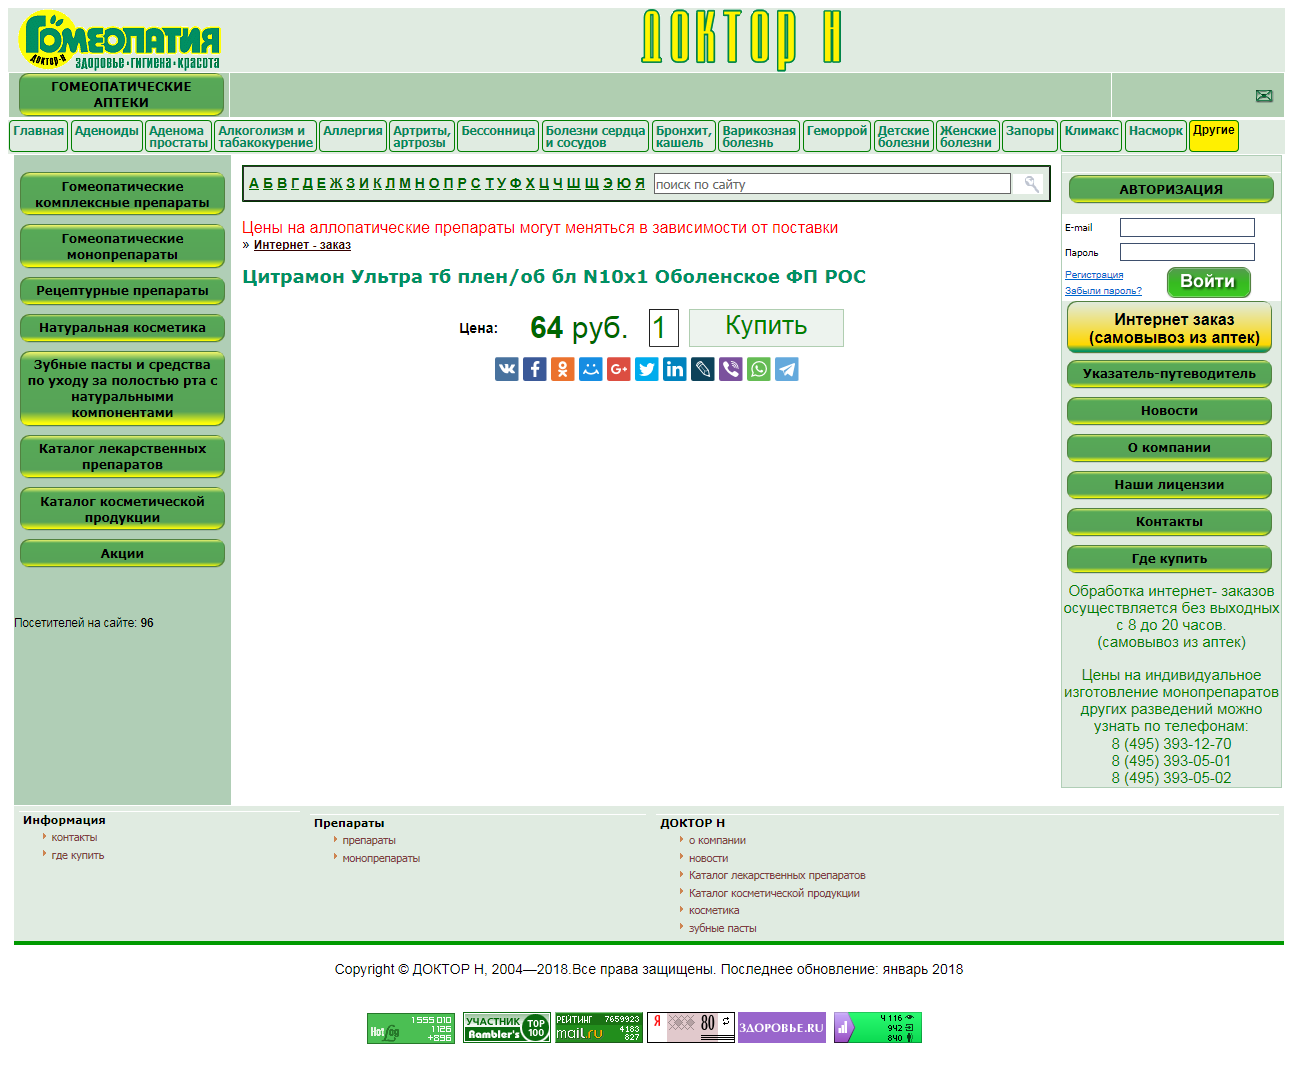 ГОМЕОПАТИЯ
ДОКТОР-Н
здоровье•гигиена•красота
ДОКТОР Н
ГОМЕОПАТИЧЕСКИЕ
АПТЕКИ
Главная
Аденоиды
Аденома
простаты
Алкоголизм и
табакокурение
Аллергия
Артриты,
артрозы
Бессонница
Болезни сердца
и сосудов
Бронхит,
кашель
Варикозная
болезнь
Геморрой
Детские
болезни
Женские
болезни
Запоры
Климакс
Насморк
Другие
Гомеопатические
комплексные препараты
Гомеопатические
монопрепараты
Рецептурные препараты
Натуральная косметика
Зубные пасты и средства
по уходу за полостью рта с
натуральными
компонентами
Каталог лекарственных
препаратов
Каталог косметической
продукции
Акции
Посетителей на сайте: 96
А Б В Г Д Е Ж З И К Л М Н О П Р С Т У Ф Х Ц Ч Ш Щ Э Ю Я
поиск по сайту
Цены на аллопатические препараты могут меняться в зависимости от поставки
» Интернет - заказ
Цитрамон Ультра тб плен/об бл N10x1 Оболенское ФП РОС
Цена: 64 руб. 1 Купить
АВТОРИЗАЦИЯ
E-mail
Пароль
Регистрация
Забыли пароль?
Войти
Интернет заказ
(самовывоз из аптек)
Указатель-путеводитель
Новости
О компании
Наши лицензии
Контакты
Где купить
Обработка интернет- заказов
осуществляется без выходных
с 8 до 20 часов.
(самовывоз из аптек)
Цены на индивидуальное
изготовление монопрепаратов
других разведений можно
узнать по телефонам:
8 (495) 393-12-70
8 (495) 393-05-01
8 (495) 393-05-02
Информация
контакты
где купить
Препараты
препараты
монопрепараты
ДОКТОР Н
о компании
новости
Каталог лекарственных препаратов
Каталог косметической продукции
косметика
зубные пасты
Copyright © ДОКТОР Н, 2004—2018.Все права защищены. Последнее обновление: январь 2018
HotLog
1555010
1126
+896
УЧАСТНИК
Rambler's
TOP
100
РЕЙТИНГ
mail.ru
7659923
4183
827
Я
80
ЗДОРОВЬЕ.RU
4 116
942
840